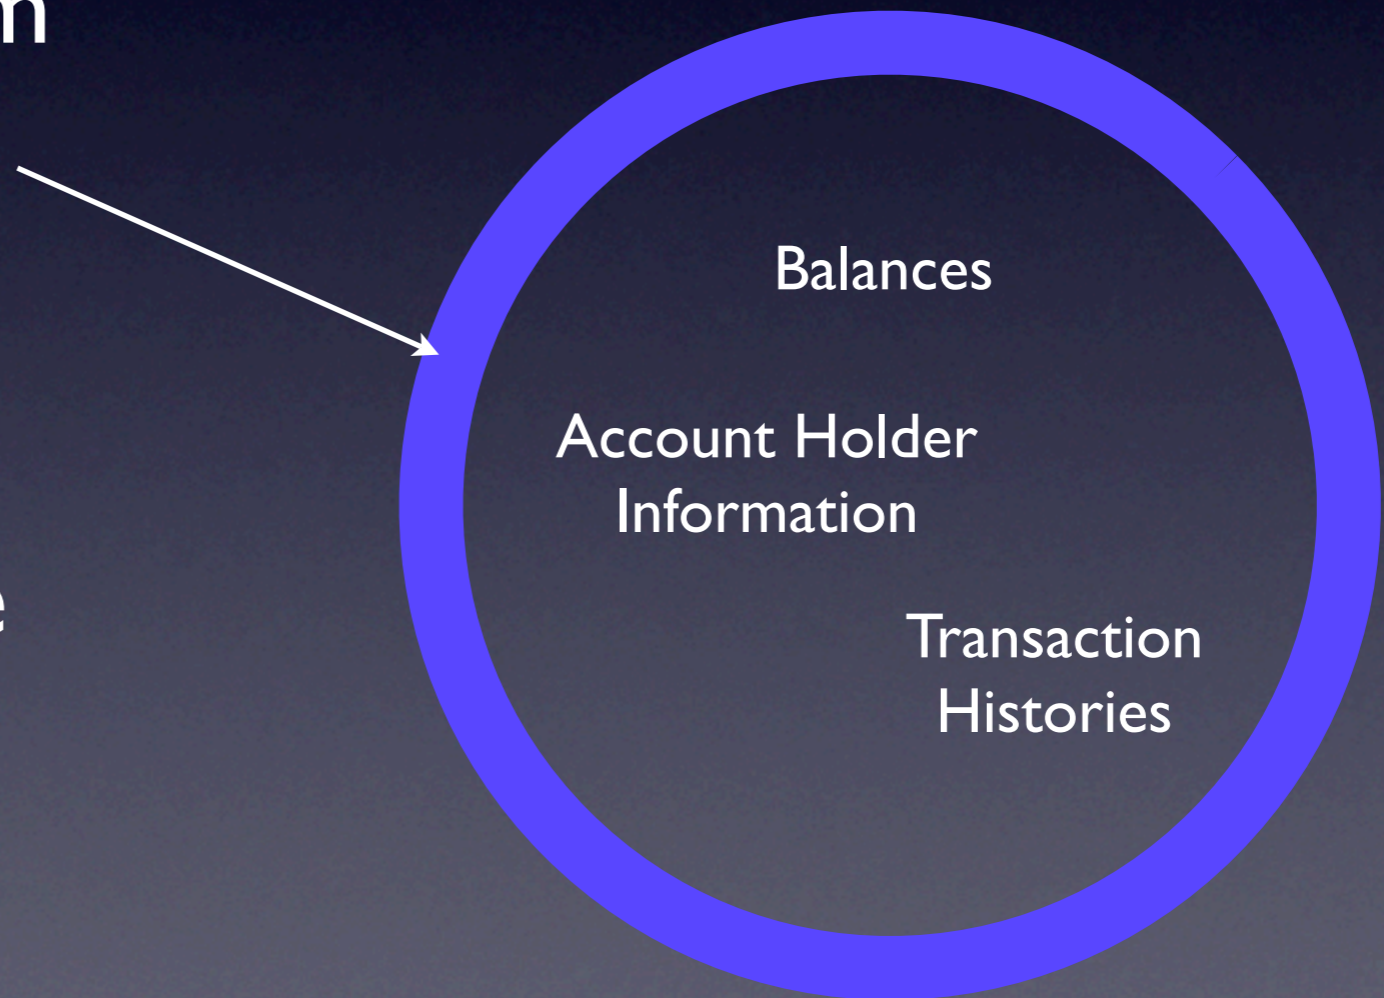 Balances
Account Holder
Information
Transaction
Histories